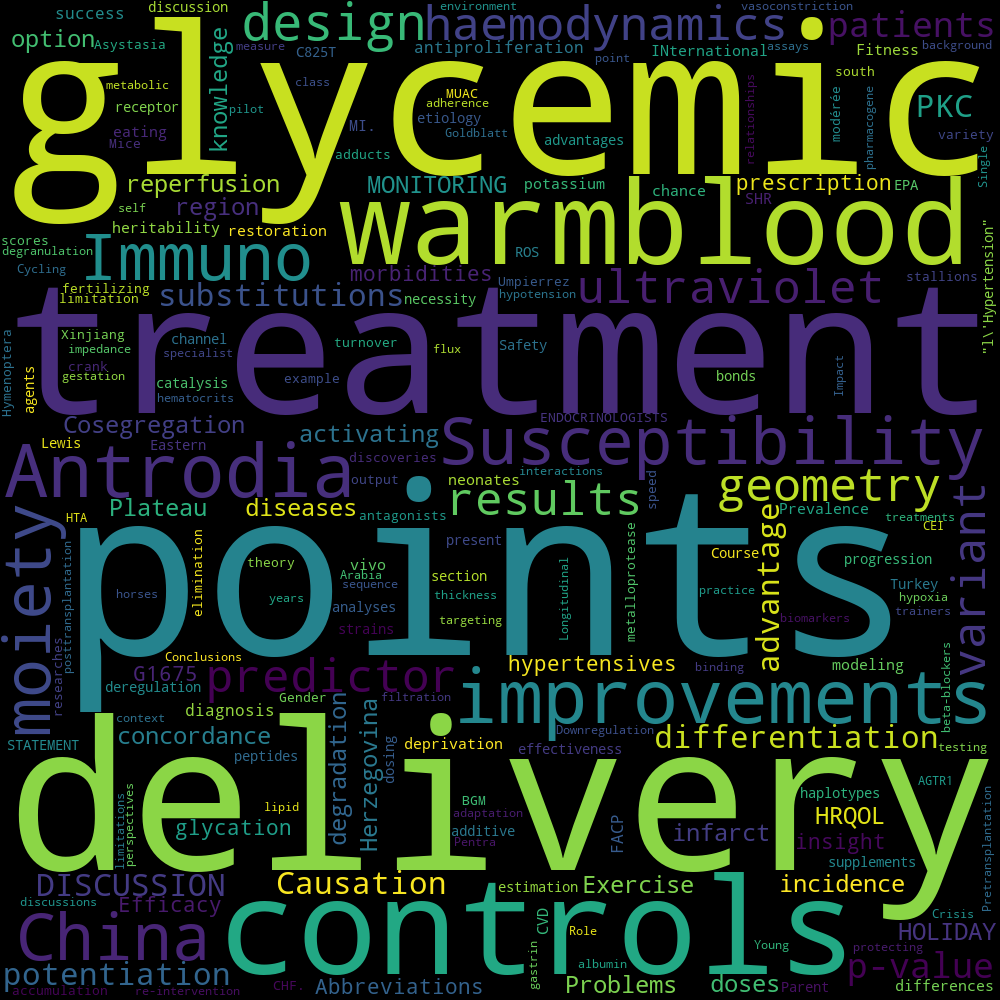 success
discussion
environment
vasoconstriction
design
haemodynamics
patients
option
Asystasia
knowledge
measure
C825T
antiproliferation
INternational
assays
Fitness
background
glycemic
metabolic
class
point
receptor
pilot
MUAC
adherence
etiology
Goldblatt
MI.
south
modérée
pharmacogene
PKC
variety
eating
Mice
adducts
advantages
relationships
Single
reperfusion
MONITORING
potassium
chance
prescription
EPA
self
region
SHR
heritability
restoration
warmblood
scores
degranulation
Immuno
ROS
"l\'Hypertension"
Cycling
morbidities
Umpierrez
ultraviolet
stallions
fertilizing
limitation
substitutions
necessity
hypotension
treatment
Hymenoptera
Xinjiang
impedance
channel
specialist
turnover
flux
Safety
Impact
crank
gestation
agents
catalysis
hematocrits
example
bonds
Cosegregation
activating
ENDOCRINOLOGISTS
Susceptibility
Lewis
Eastern
Antrodia
discoveries
output
interactions
speed
neonates
results
geometry
variant
moiety
HTA
Plateau
diseases
antagonists
Prevalence
treatments
CEI
points
posttransplantation
elimination
theory
vivo
present
metalloprotease
advantage
Course
progression
Arabia
sequence
section
horses
years
analyses
thickness
targeting
Longitudinal
practice
Turkey
hypoxia
trainers
strains
biomarkers
researches
Conclusions
hypertensives
binding
modeling
G1675
predictor
deregulation
Gender
filtration
improvements
beta-blockers
diagnosis
degradation
Herzegovina
context
concordance
STATEMENT
deprivation
Downregulation
effectiveness
differentiation
testing
delivery
peptides
dosing
AGTR1
limitations
perspectives
lipid
BGM
adaptation
haplotypes
HRQOL
glycation
additive
Pentra
FACP
infarct
insight
supplements
Pretransplantation
DISCUSSION
Causation
estimation
Exercise
incidence
discussions
Efficacy
controls
China
gastrin
CVD
Role
Crisis
HOLIDAY
Young
protecting
albumin
potentiation
p-value
accumulation
re-intervention
CHF.
Abbreviations
Problems
doses
Parent
differences